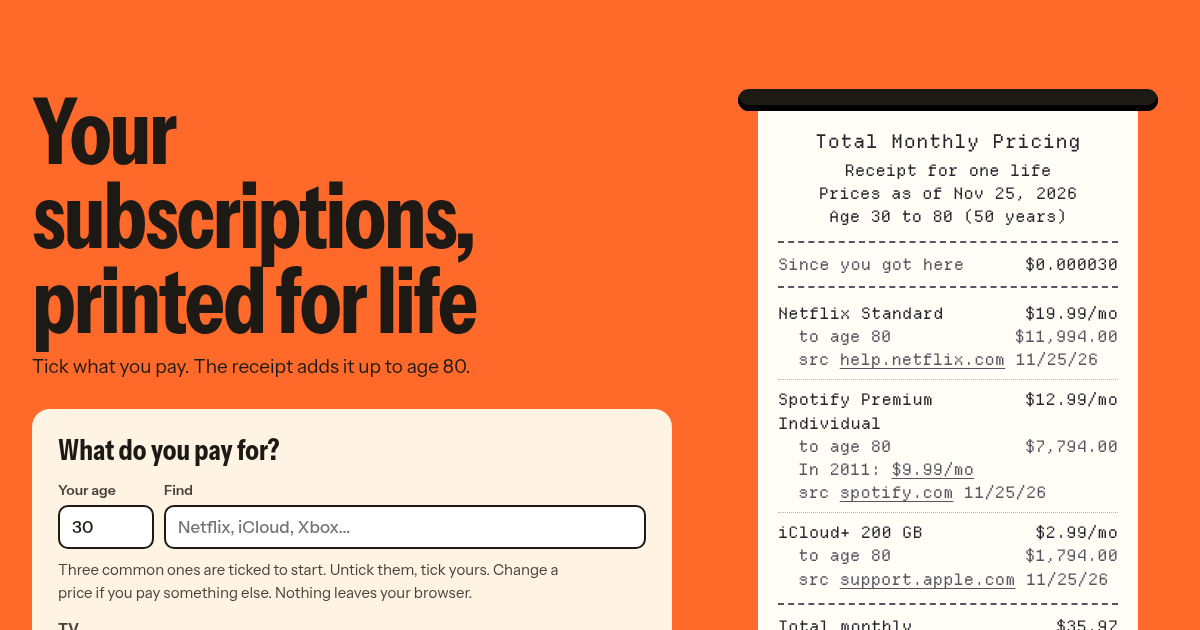 Your
subscriptions,
printed for life
Tick what you pay. The receipt adds it up to age 80.
What do you pay for?
Your age Find
30 Netflix, iCloud, Xbox...
Three common ones are ticked to start. Untick them, tick yours. Change a
price if you pay something else. Nothing leaves your browser.
TV
Total Monthly Pricing
Receipt for one life
Prices as of Nov 25, 2026
Age 30 to 80 (50 years)
Since you got here $0.000030
Netflix Standard $19.99/mo
to age 80 $11,994.00
src help.netflix.com 11/25/26
Spotify Premium $12.99/mo
Individual
to age 80 $7,794.00
In 2011: $9.99/mo
src spotify.com 11/25/26
iCloud+ 200 GB $2.99/mo
to age 80 $1,794.00
src support.apple.com 11/25/26
Total monthly $35.97